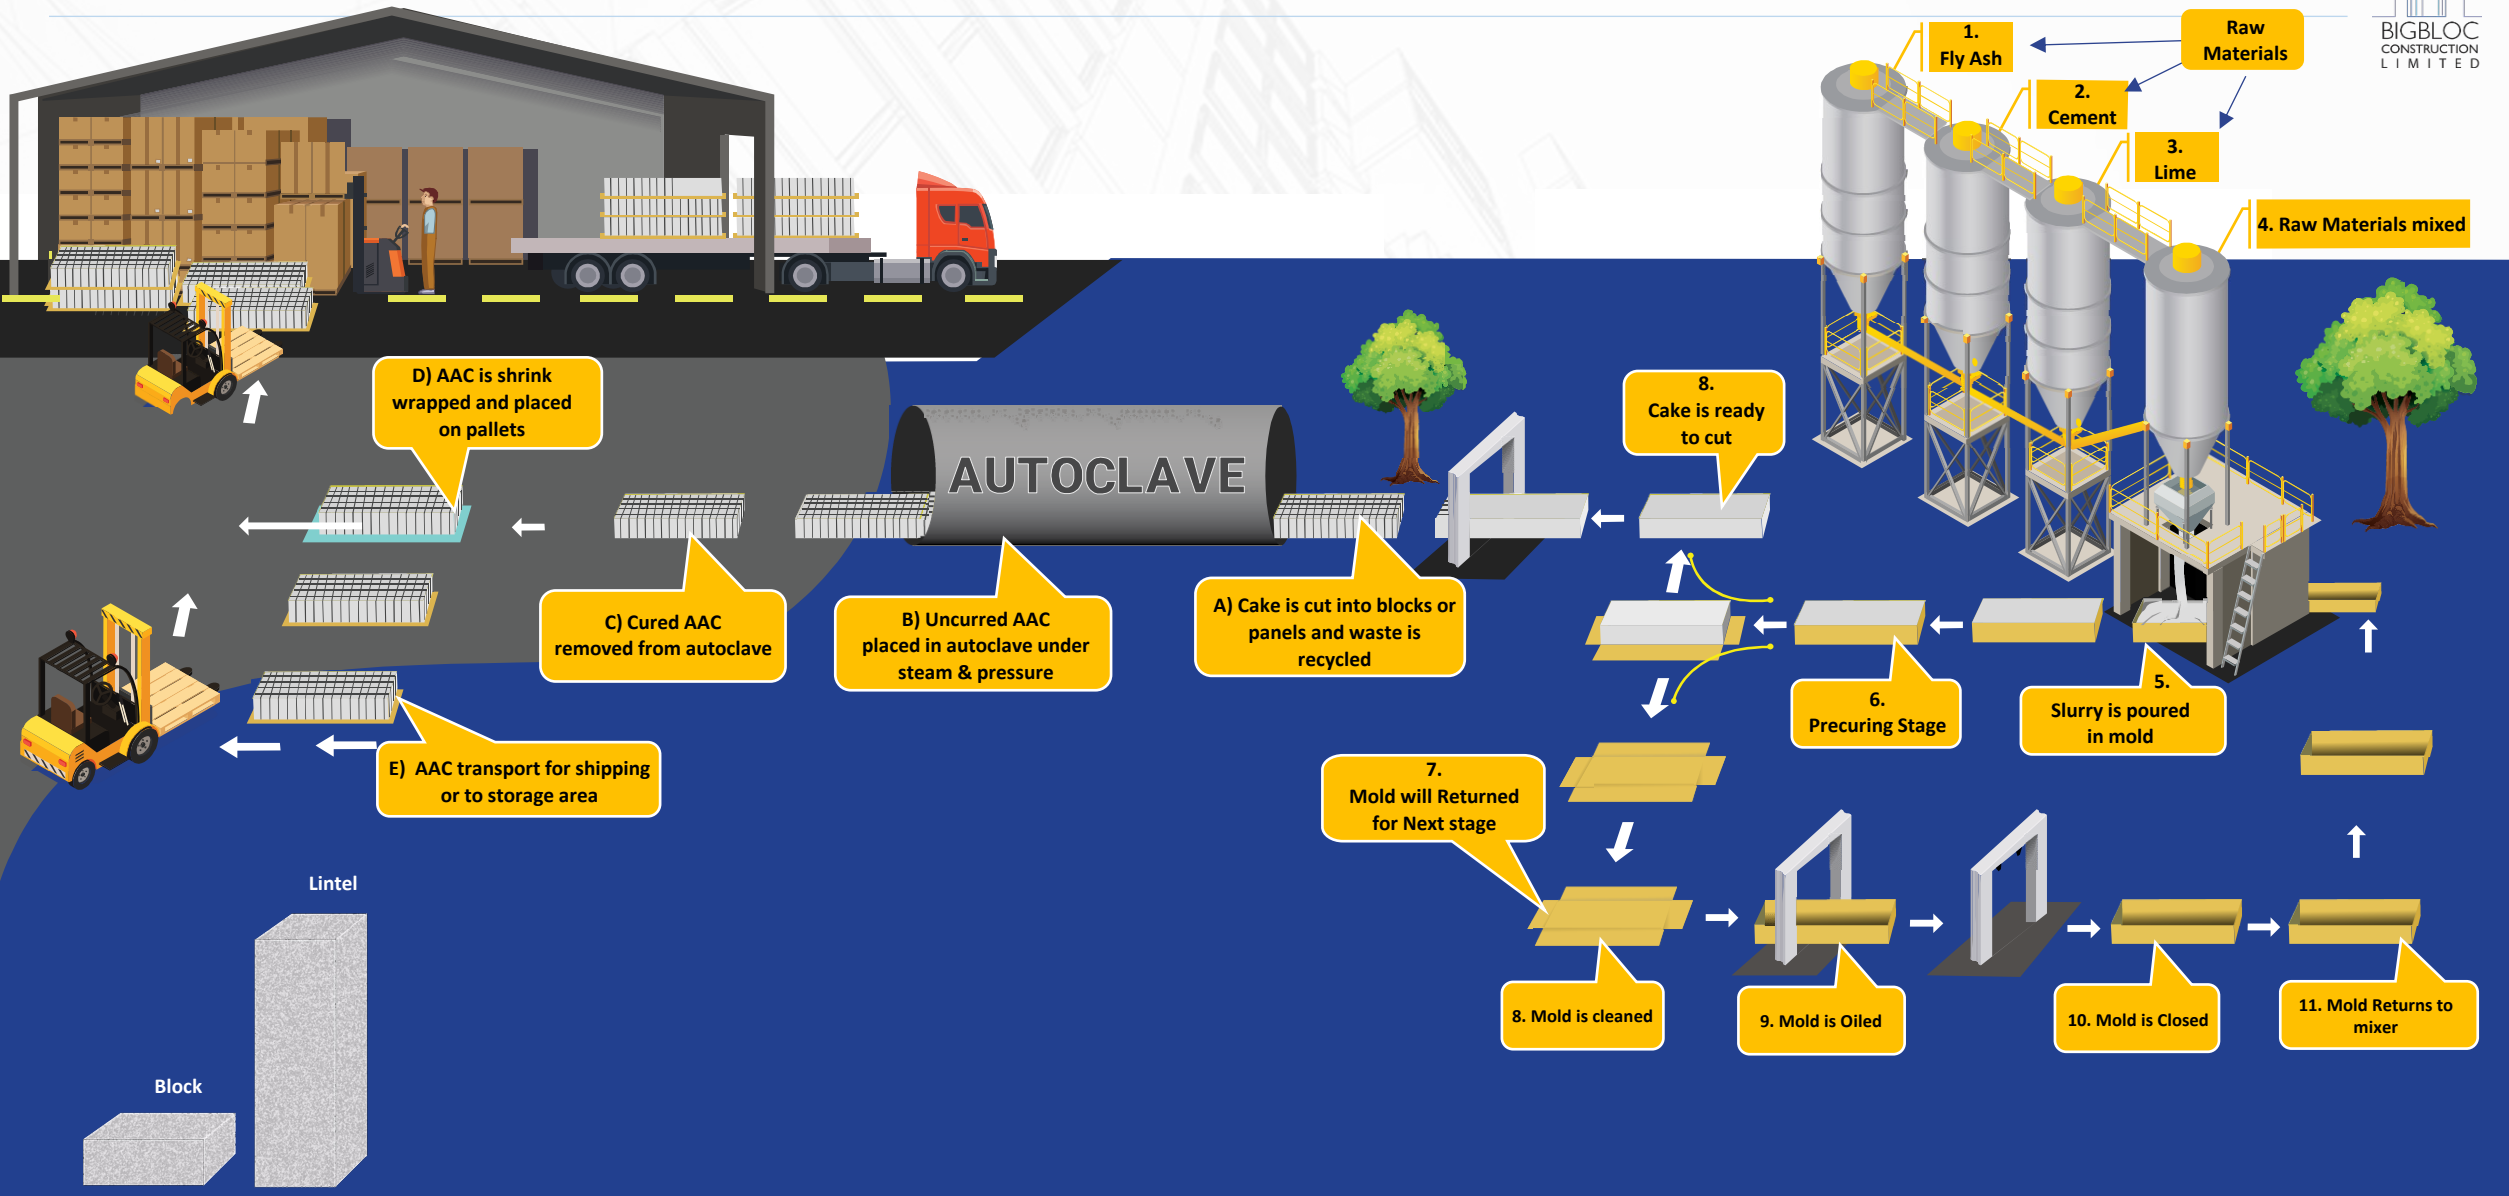 BIGBLOC
CONSTRUCTION
LIMITED
Raw
Materials
1.
Fly Ash
2.
Cement
3.
Lime
4. Raw Materials mixed
5.
Slurry is poured
in mold
6.
Precuring Stage
7.
Mold will Returned
for Next stage
8.
Cake is ready
to cut
8. Mold is cleaned
9. Mold is Oiled
10. Mold is Closed
11. Mold Returns to
mixer
A) Cake is cut into blocks or
panels and waste is
recycled
AUTOCLAVE
B) Uncurred AAC
placed in autoclave under
steam & pressure
C) Cured AAC
removed from autoclave
D) AAC is shrink
wrapped and placed
on pallets
E) AAC transport for shipping
or to storage area
Lintel
Block